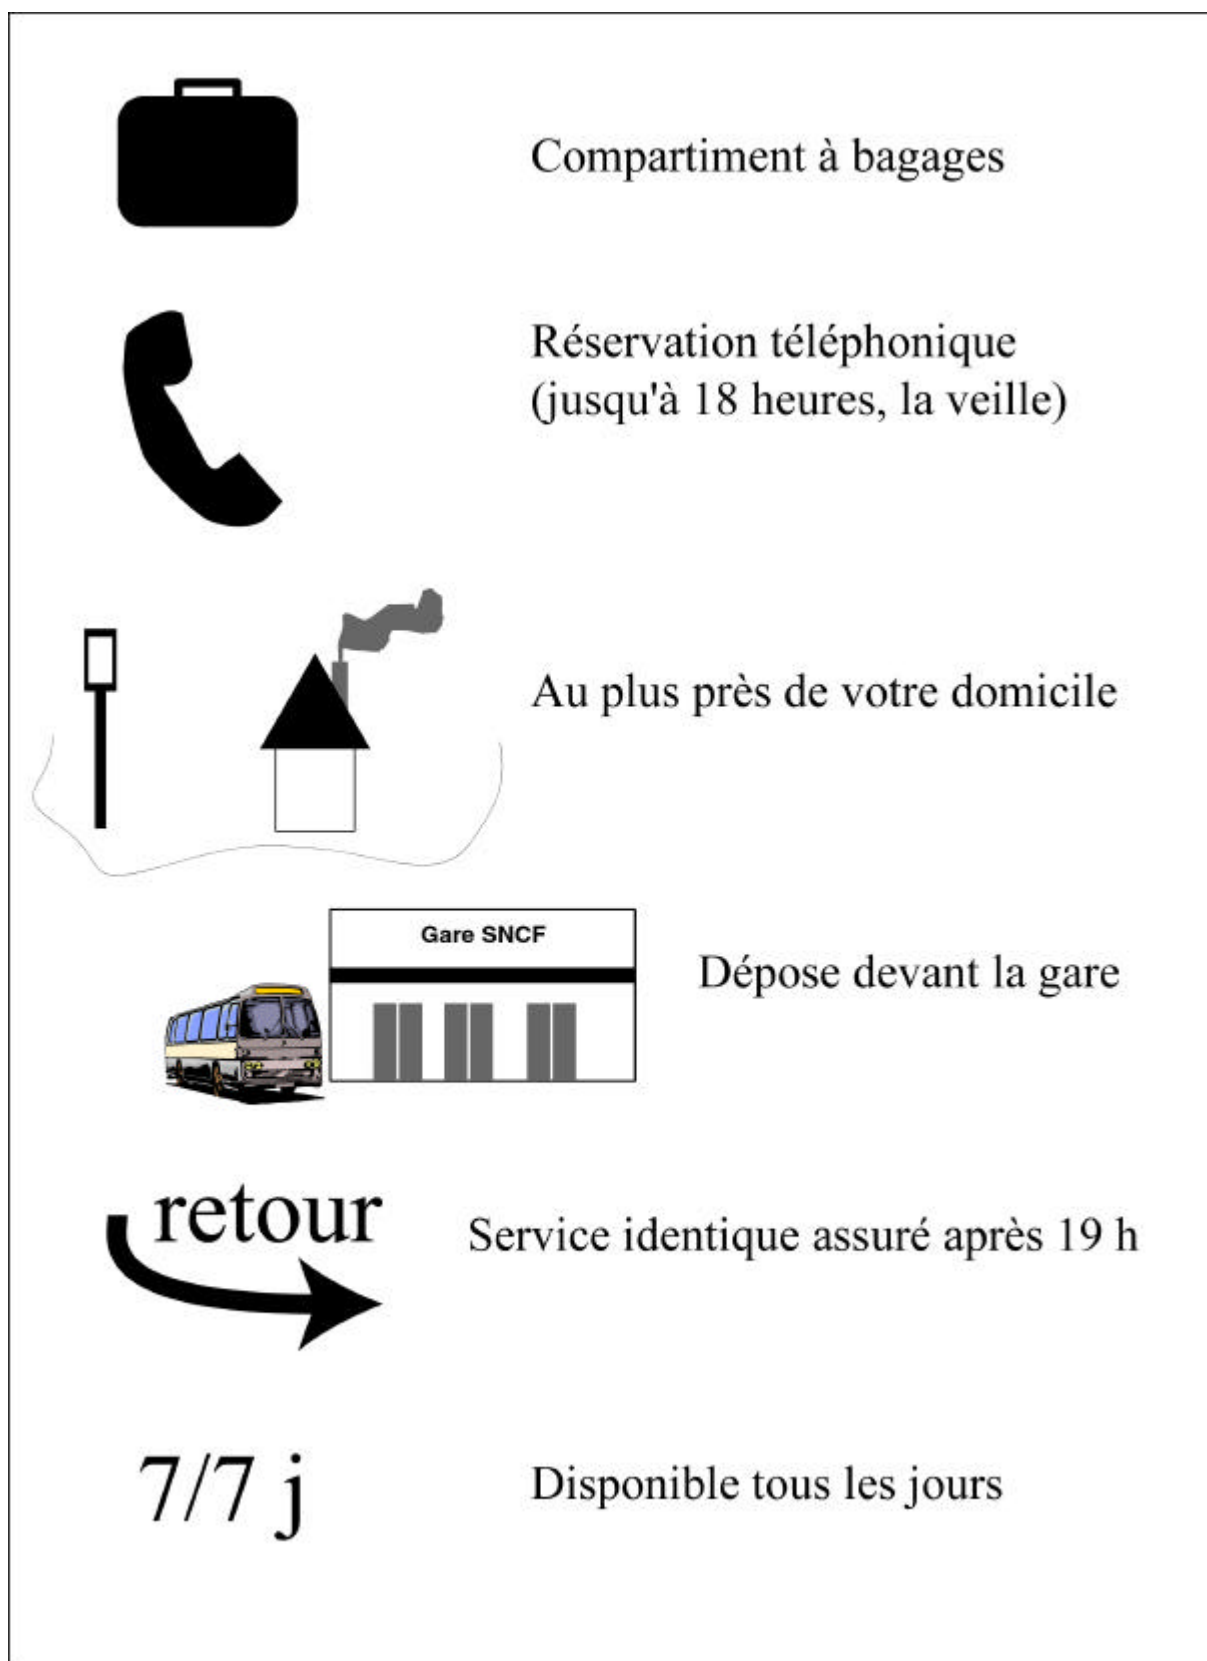 Compartiment à bagages
Réservation téléphonique
(jusqu'à 18 heures, la veille)
Au plus près de votre domicile
Gare SNCF
Dépose devant la gare
retour
Service identique assuré après 19 h
7/7 j
Disponible tous les jours